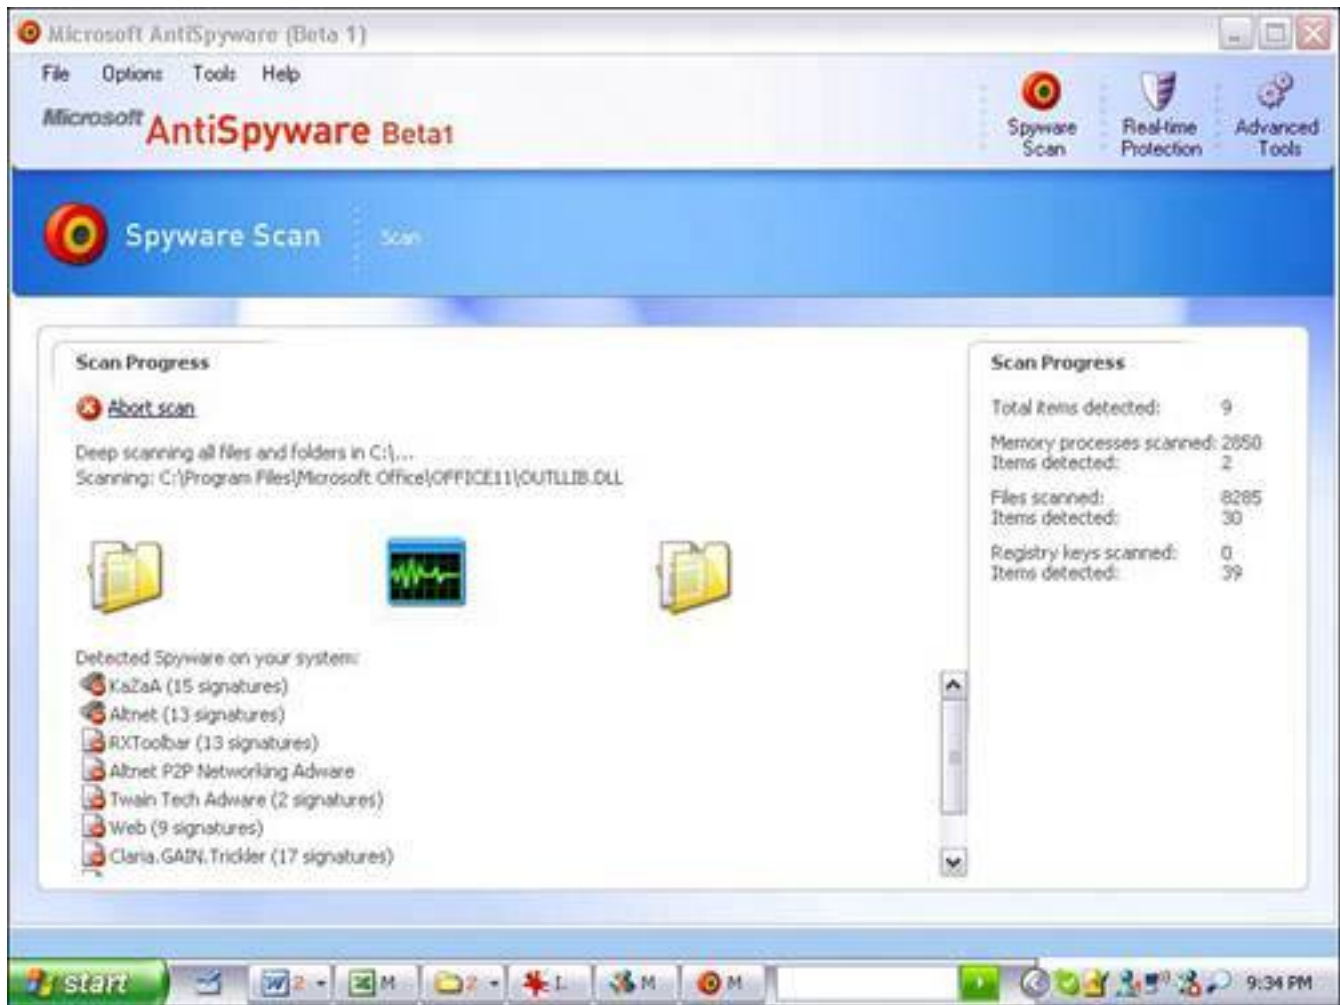 Microsoft AntiSpyware (Beta 1)
File Options Tools Help
Microsoft AntiSpyware Beta1
Spyware Scan
Real-time Protection
Advanced Tools
Spyware Scan
Scan
Scan Progress
Abort scan
Deep scanning all files and folders in C:\...
Scanning: C:\Program Files\Microsoft Office\OFFICE11\OUTLLIB.DLL
Detected Spyware on your system:
KaZaA (15 signatures)
Altnet (13 signatures)
RXToolbar (13 signatures)
Altnet P2P Networking Adware
Twain Tech Adware (2 signatures)
Web (9 signatures)
Claria.GAIN.Trickler (17 signatures)
Scan Progress
Total items detected: 9
Memory processes scanned: 2850
Items detected: 2
Files scanned: 8285
Items detected: 30
Registry keys scanned: 0
Items detected: 39
start
W 2
M
2
L
M
M
9:34 PM